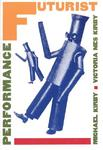 FUTURIST
PERFORMANCE
MICHAEL KIRBY • VICTORIA NES KIRBY